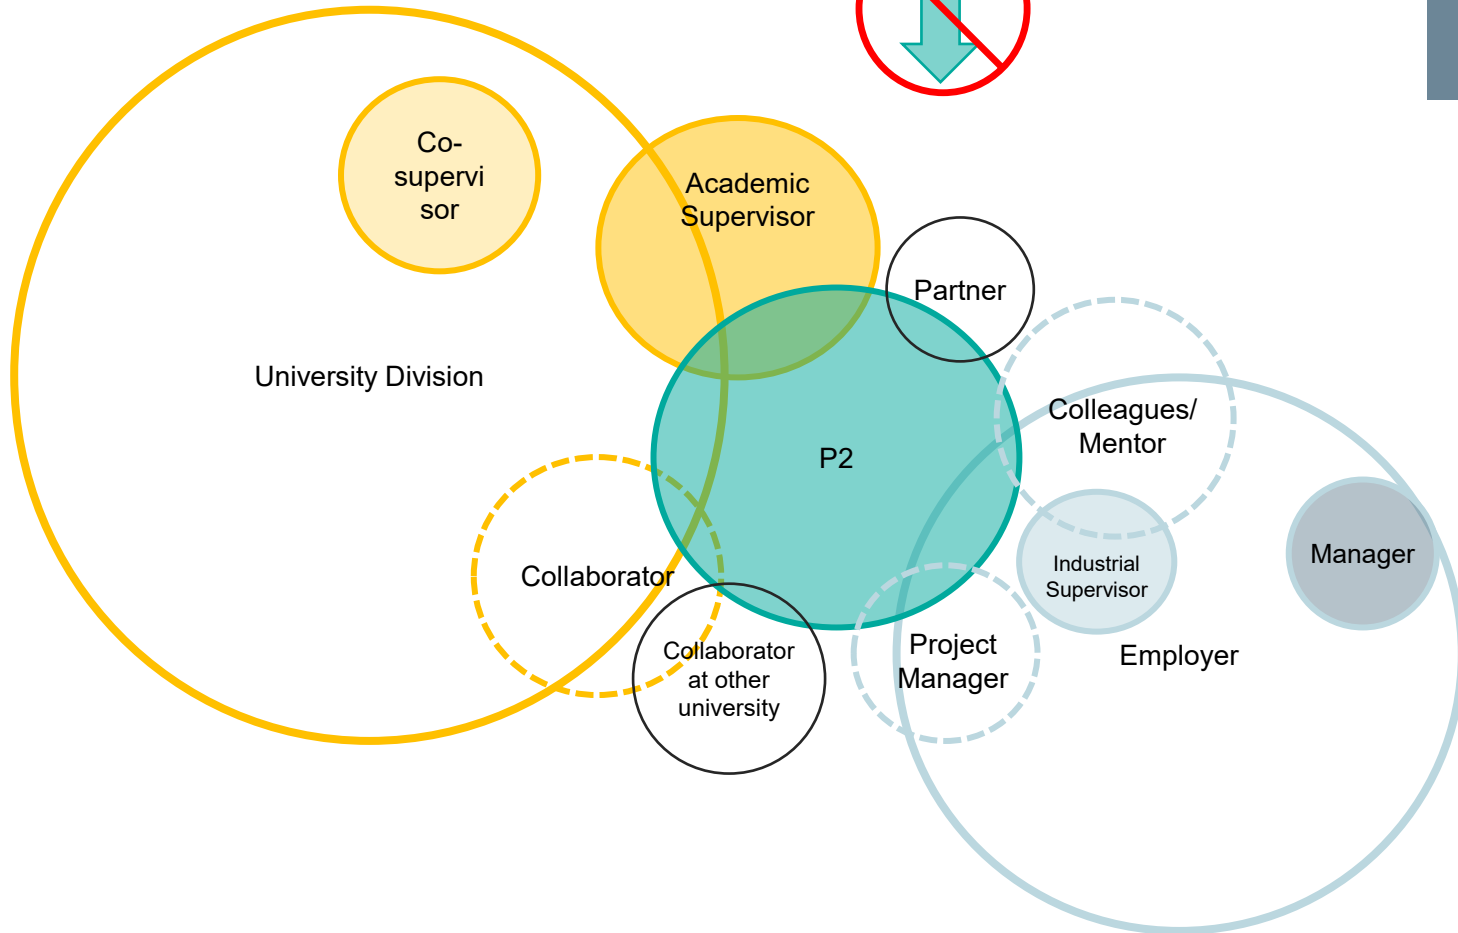 Co-
supervi
sor
Academic
Supervisor
Partner
University Division
Colleagues/
Mentor
P2
Manager
Industrial
Supervisor
Collaborator
Project
Manager
Employer
Collaborator
at other
university